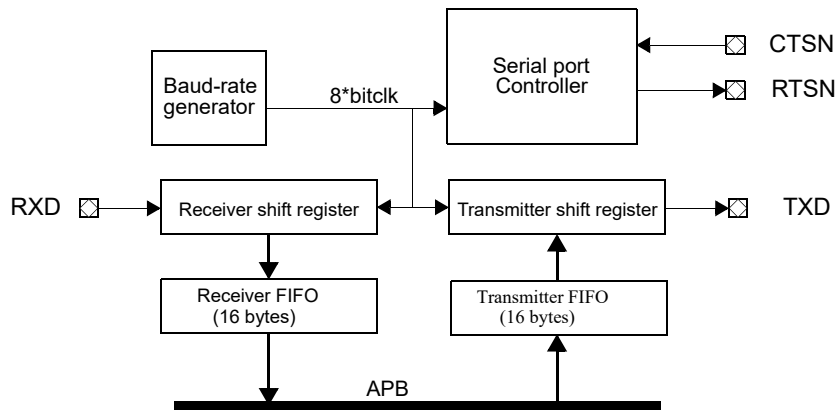 CTSN
Serial port
Controller
Baud-rate
generator
8*bitclk
RTSN
RXD
Receiver shift register
Transmitter shift register
TXD
Receiver FIFO
(16 bytes)
Transmitter FIFO
(16 bytes)
APB